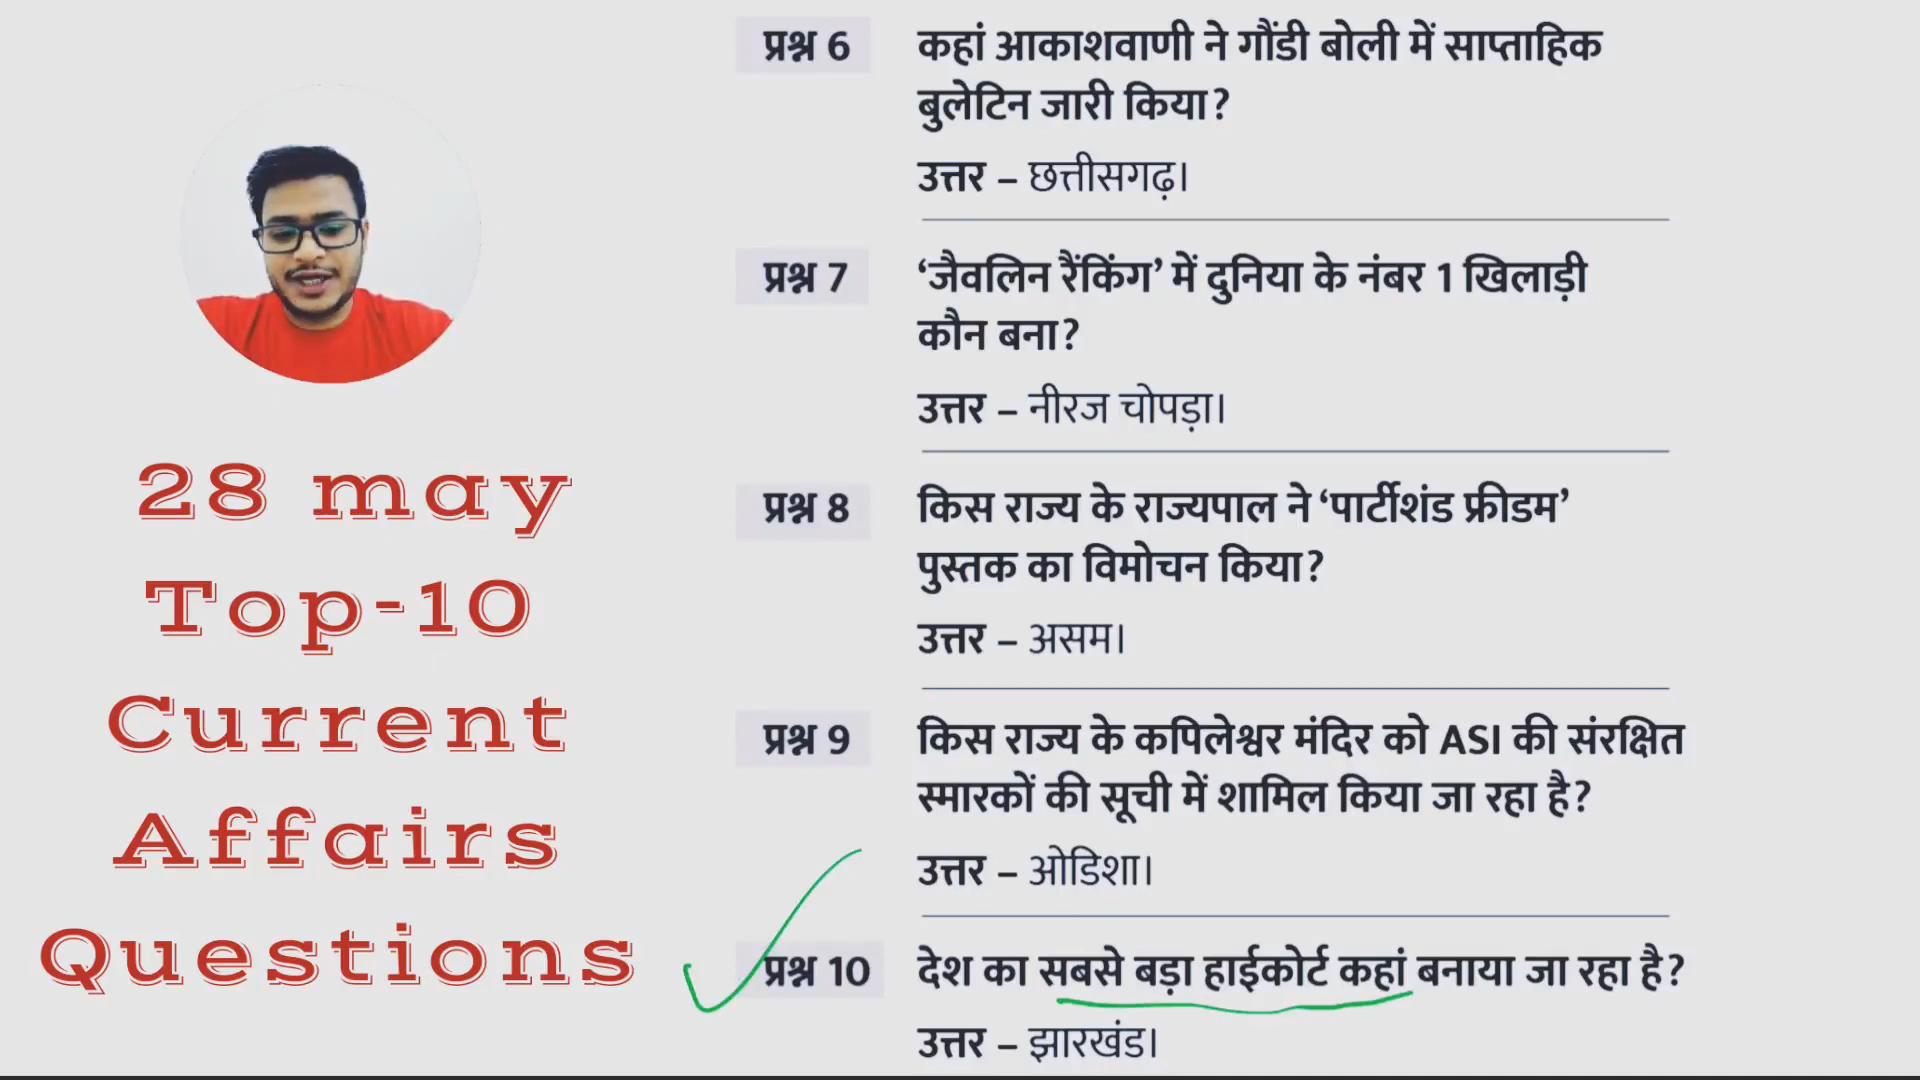 28 may
Top-10
Current
Affairs
Questions
प्रश्न 6 कहां आकाशवाणी ने गौंडी बोली में साप्ताहिक
बुलेटिन जारी किया?
उत्तर – छत्तीसगढ़।
प्रश्न 7 ‘जैवलिन रैंकिंग’ में दुनिया के नंबर 1 खिलाड़ी
कौन बना?
उत्तर – नीरज चोपड़ा।
प्रश्न 8 किस राज्य के राज्यपाल ने ‘पार्टीशंड फ्रीडम’
पुस्तक का विमोचन किया?
उत्तर – असम।
प्रश्न 9 किस राज्य के कपिलेश्वर मंदिर को ASI की संरक्षित
स्मारकों की सूची में शामिल किया जा रहा है?
उत्तर – ओडिशा।
प्रश्न 10 देश का सबसे बड़ा हाईकोर्ट कहां बनाया जा रहा है?
उत्तर – झारखंड।